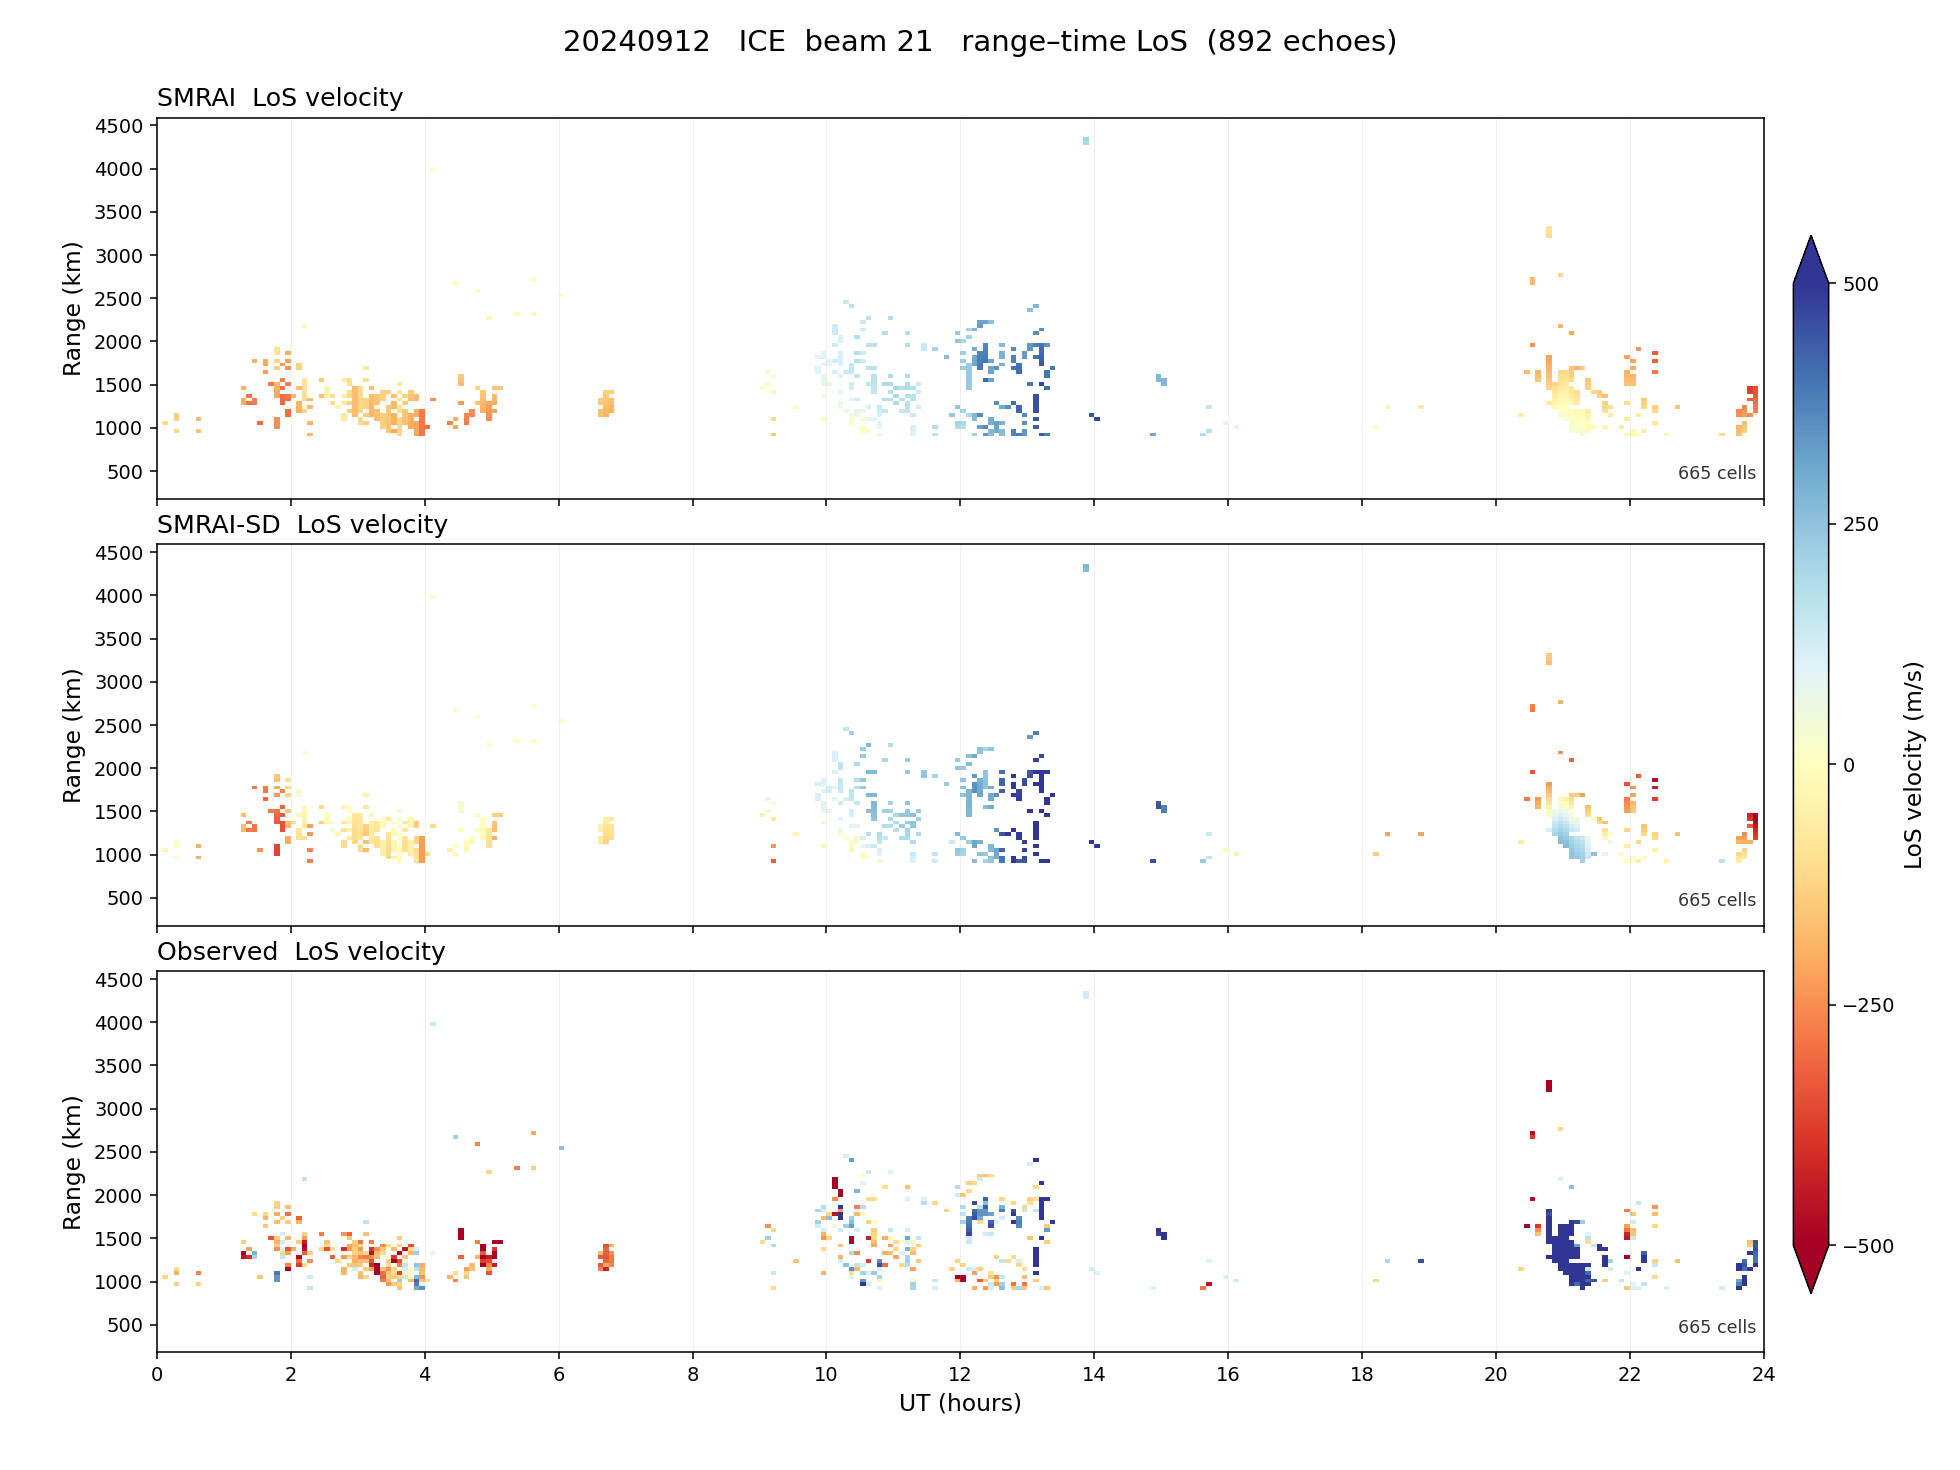 20240912 ICE beam 21 range–time LoS (892 echoes)
SMRAI LoS velocity
4500
4000
3500
3000
2500
2000
1500
1000
500
Range (km)
665 cells
SMRAI-SD LoS velocity
4500
4000
3500
3000
2500
2000
1500
1000
500
Range (km)
665 cells
Observed LoS velocity
4500
4000
3500
3000
2500
2000
1500
1000
500
Range (km)
665 cells
0 2 4 6 8 10 12 14 16 18 20 22 24
UT (hours)
500
250
0
−250
−500
LoS velocity (m/s)